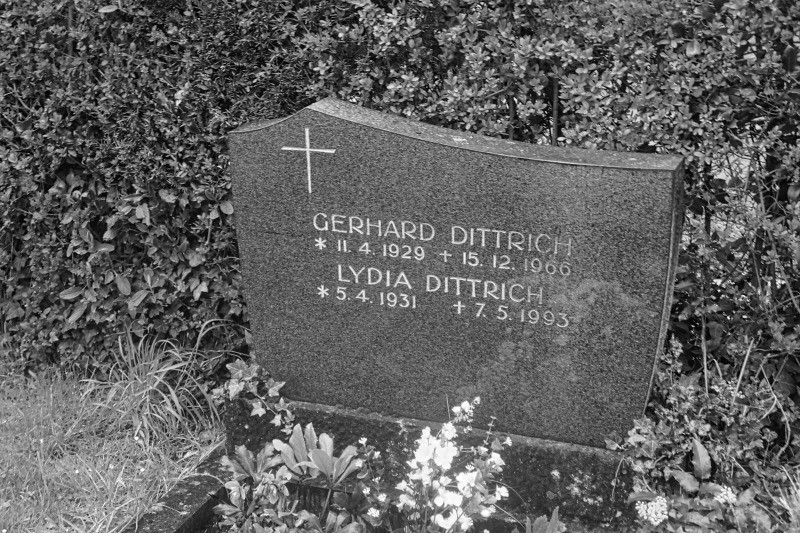 GERHARD DITTRICH
* 11. 4. 1929 ✝ 15. 12. 1966
LYDIA DITTRICH
* 5. 4. 1931 ✝ 7. 5. 1993